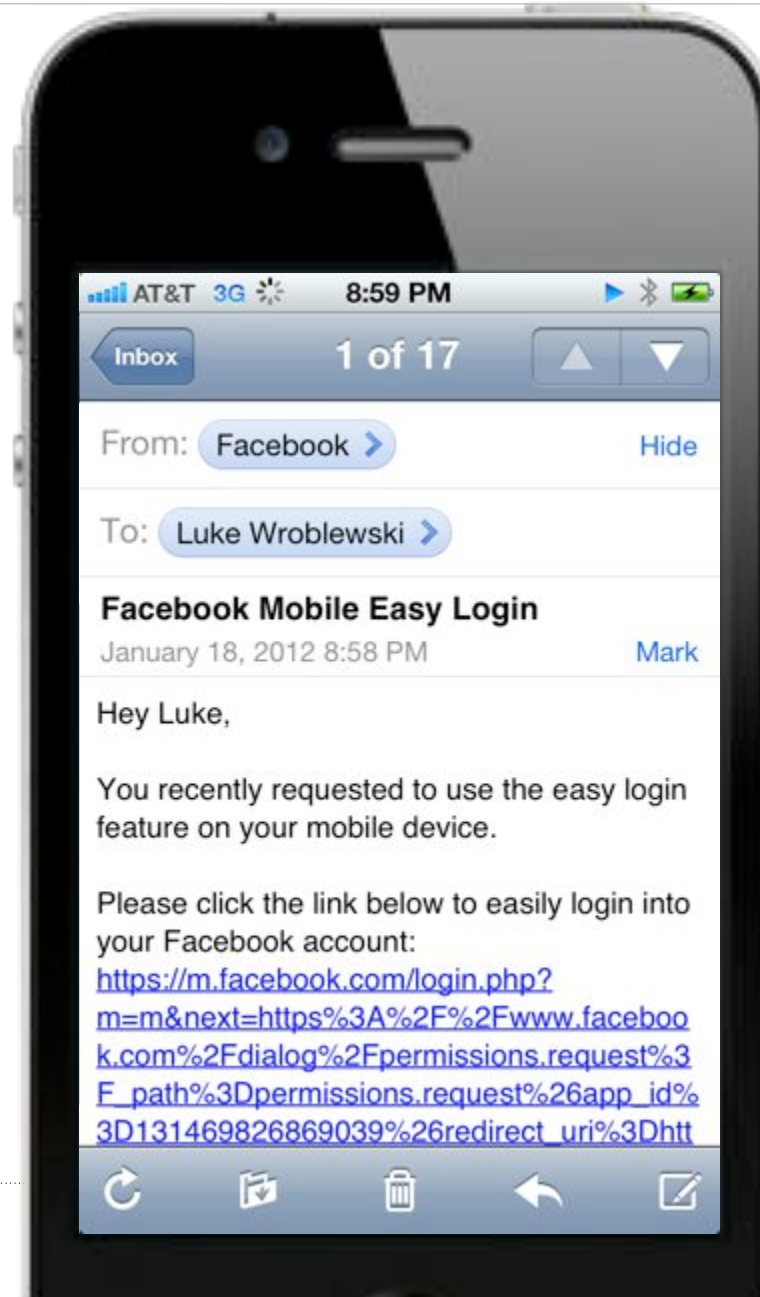 AT&T 3G 8:59 PM
Inbox 1 of 17
From: Facebook Hide
To: Luke Wroblewski
Facebook Mobile Easy Login
January 18, 2012 8:58 PM Mark
Hey Luke,
You recently requested to use the easy login
feature on your mobile device.
Please click the link below to easily login into
your Facebook account:
https://m.facebook.com/login.php?
m=m&next=https%3A%2F%2Fwww.faceboo
k.com%2Fdialog%2Fpermissions.request%3
F_path%3Dpermissions.request%26app_id%
3D131469826869039%26redirect_uri%3Dhtt